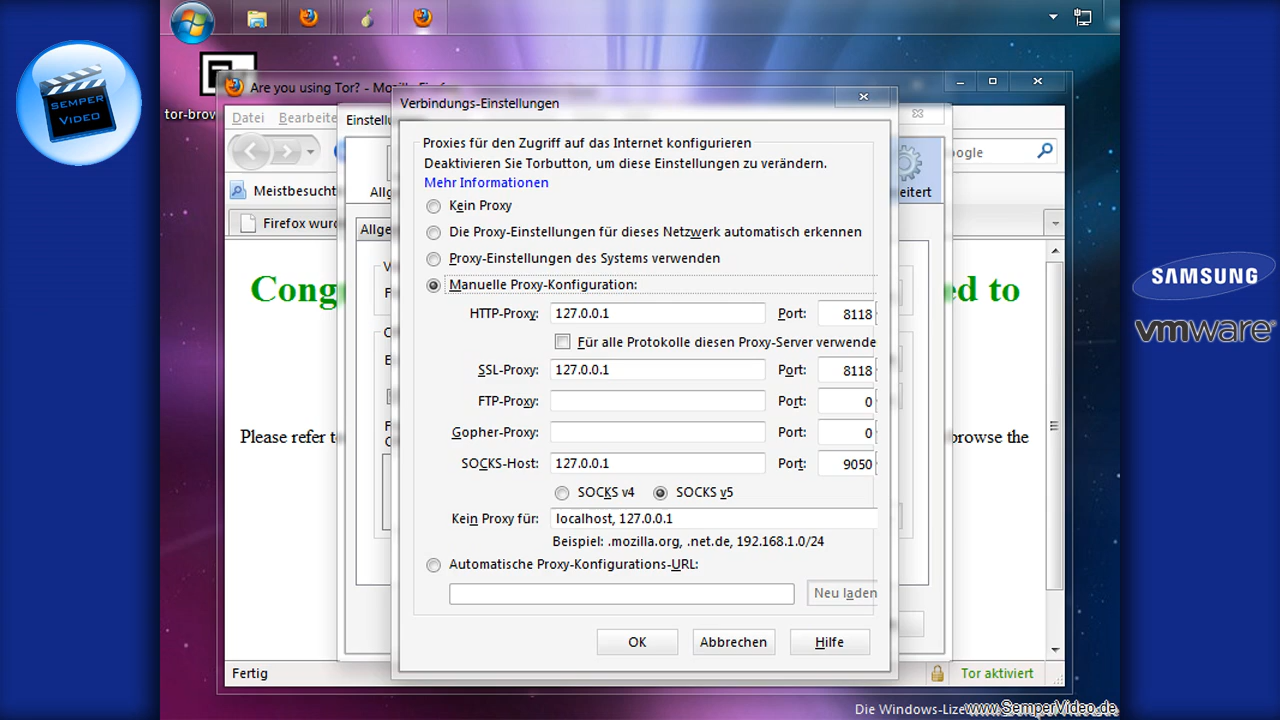 SEMPER
VIDEO
tor-brow
Are you using Tor? - Mozilla Firefox
Verbindungs-Einstellungen
Datei Bearbeite
Einstellu
Proxies für den Zugriff auf das Internet konfigurieren
Deaktivieren Sie Torbutton, um diese Einstellungen zu verändern.
Mehr Informationen
oogle
Meistbesucht
Allg
eitert
Kein Proxy
Firefox wurd
Allge
Die Proxy-Einstellungen für dieses Netzwerk automatisch erkennen
Proxy-Einstellungen des Systems verwenden
Manuelle Proxy-Konfiguration:
Cong
ed to
HTTP-Proxy: 127.0.0.1 Port: 8118
Für alle Protokolle diesen Proxy-Server verwende
SSL-Proxy: 127.0.0.1 Port: 8118
FTP-Proxy: Port: 0
Gopher-Proxy: Port: 0
Please refer t
browse the
SOCKS-Host: 127.0.0.1 Port: 9050
SOCKS v4 SOCKS v5
Kein Proxy für: localhost, 127.0.0.1
Beispiel: .mozilla.org, .net.de, 192.168.1.0/24
Automatische Proxy-Konfigurations-URL:
Neu laden
OK Abbrechen Hilfe
Fertig
Tor aktiviert
Die Windows-Lize
www.SemperVideo.de
SAMSUNG
vmware